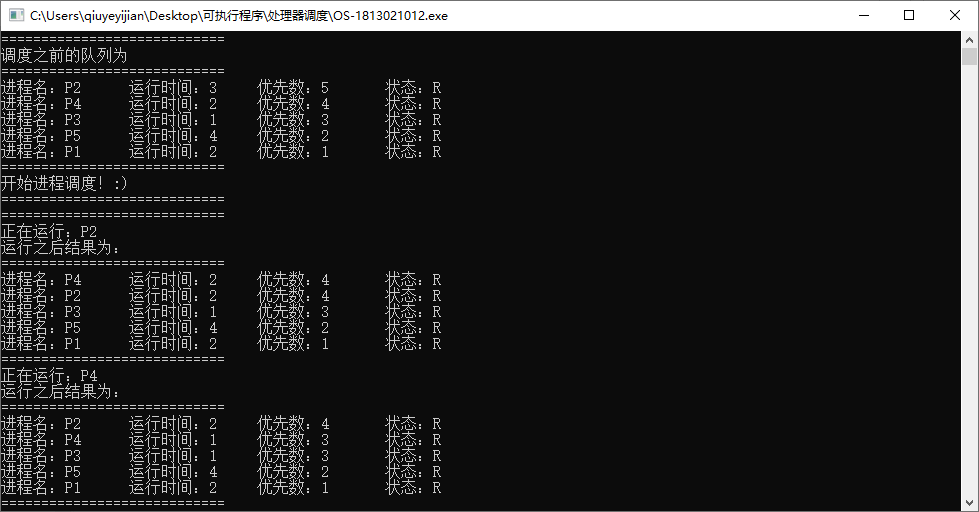 C:\Users\qiuyeyijian\Desktop\可执行程序\处理器调度\OS-1813021012.exe
============================
调度之前的队列为
============================
进程名：P2 运行时间：3 优先数：5 状态：R
进程名：P4 运行时间：2 优先数：4 状态：R
进程名：P3 运行时间：1 优先数：3 状态：R
进程名：P5 运行时间：4 优先数：2 状态：R
进程名：P1 运行时间：2 优先数：1 状态：R
============================
开始进程调度！:)
============================
============================
正在运行：P2
运行之后结果为：
============================
进程名：P4 运行时间：2 优先数：4 状态：R
进程名：P2 运行时间：2 优先数：4 状态：R
进程名：P3 运行时间：1 优先数：3 状态：R
进程名：P5 运行时间：4 优先数：2 状态：R
进程名：P1 运行时间：2 优先数：1 状态：R
============================
正在运行：P4
运行之后结果为：
============================
进程名：P2 运行时间：2 优先数：4 状态：R
进程名：P4 运行时间：1 优先数：3 状态：R
进程名：P3 运行时间：1 优先数：3 状态：R
进程名：P5 运行时间：4 优先数：2 状态：R
进程名：P1 运行时间：2 优先数：1 状态：R
============================